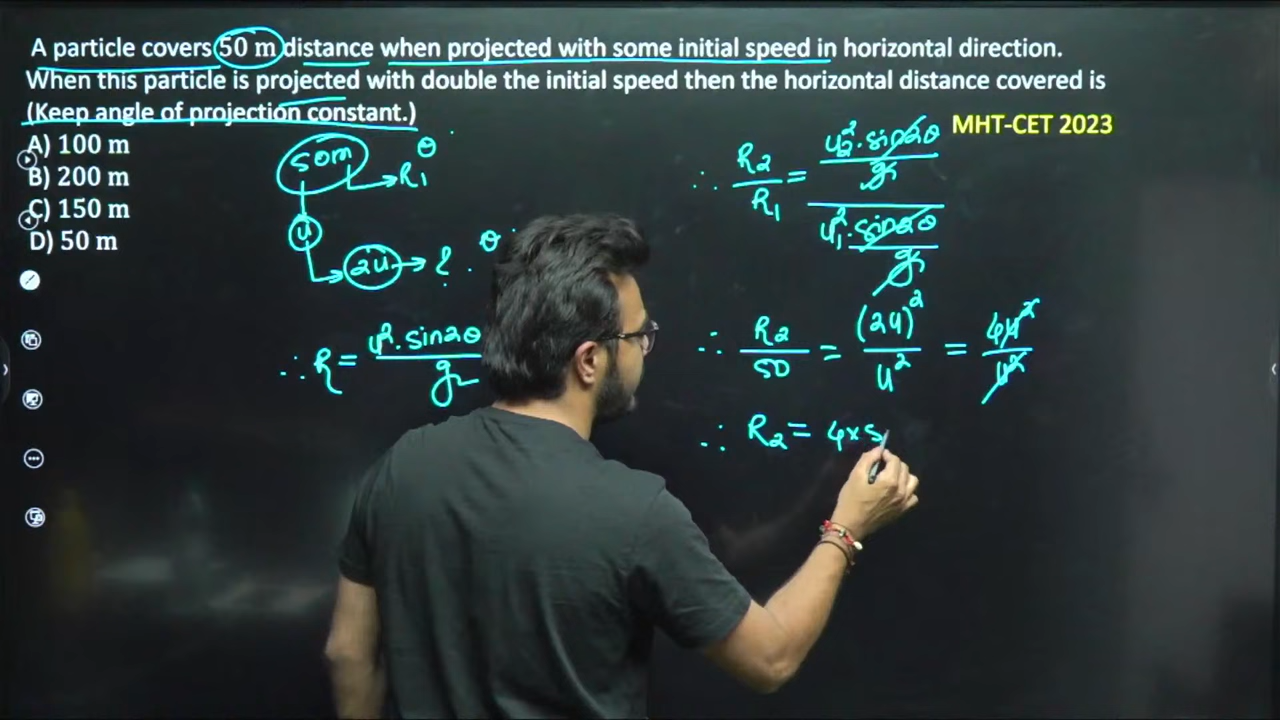 A particle covers 50 m distance when projected with some initial speed in horizontal direction.
When this particle is projected with double the initial speed then the horizontal distance covered is
(Keep angle of projection constant.)
MHT-CET 2023
A) 100 m
B) 200 m
C) 150 m
D) 50 m
50m → R₁ θ
u
2u → ? θ
∴ R = u². sin2θ / g
∴ R₂/R₁ = (u₂². sin2θ / g) / (u₁². sin2θ / g)
∴ R₂/50 = (2u)²/u² = 4u²/u²
∴ R₂ = 4×5